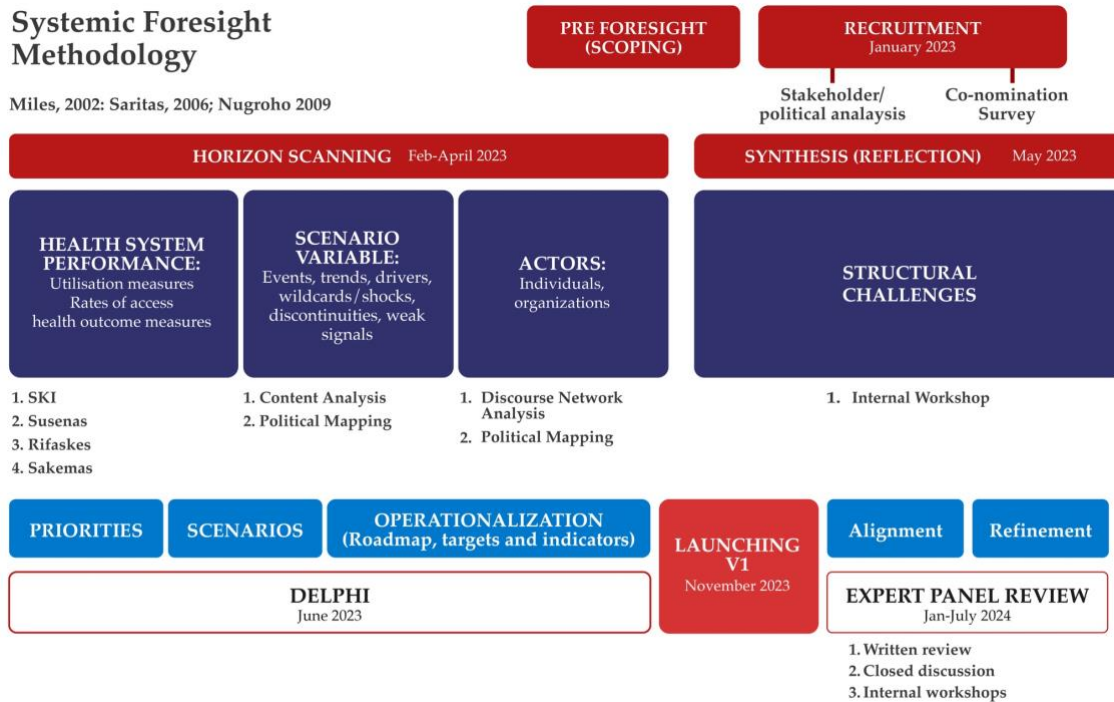 Systemic Foresight
Methodology
Miles, 2002: Saritas, 2006; Nugroho 2009
PRE FORESIGHT
(SCOPING)
RECRUITMENT
January 2023
Stakeholder/
political analaysis
Co-nomination
Survey
HORIZON SCANNING Feb-April 2023
SYNTHESIS (REFLECTION) May 2023
HEALTH SYSTEM
PERFORMANCE:
Utilisation measures
Rates of access
health outcome measures
SCENARIO
VARIABLE:
Events, trends, drivers,
wildcards/shocks,
discontinuities, weak
signals
ACTORS:
Individuals,
organizations
STRUCTURAL
CHALLENGES
1. SKI
2. Susenas
3. Rifaskes
4. Sakemas
1. Content Analysis
2. Political Mapping
1. Discourse Network
Analysis
2. Political Mapping
1. Internal Workshop
PRIORITIES
SCENARIOS
OPERATIONALIZATION
(Roadmap, targets and indicators)
DELPHI
June 2023
LAUNCHING
V1
November 2023
Alignment
Refinement
EXPERT PANEL REVIEW
Jan-July 2024
1. Written review
2. Closed discussion
3. Internal workshops